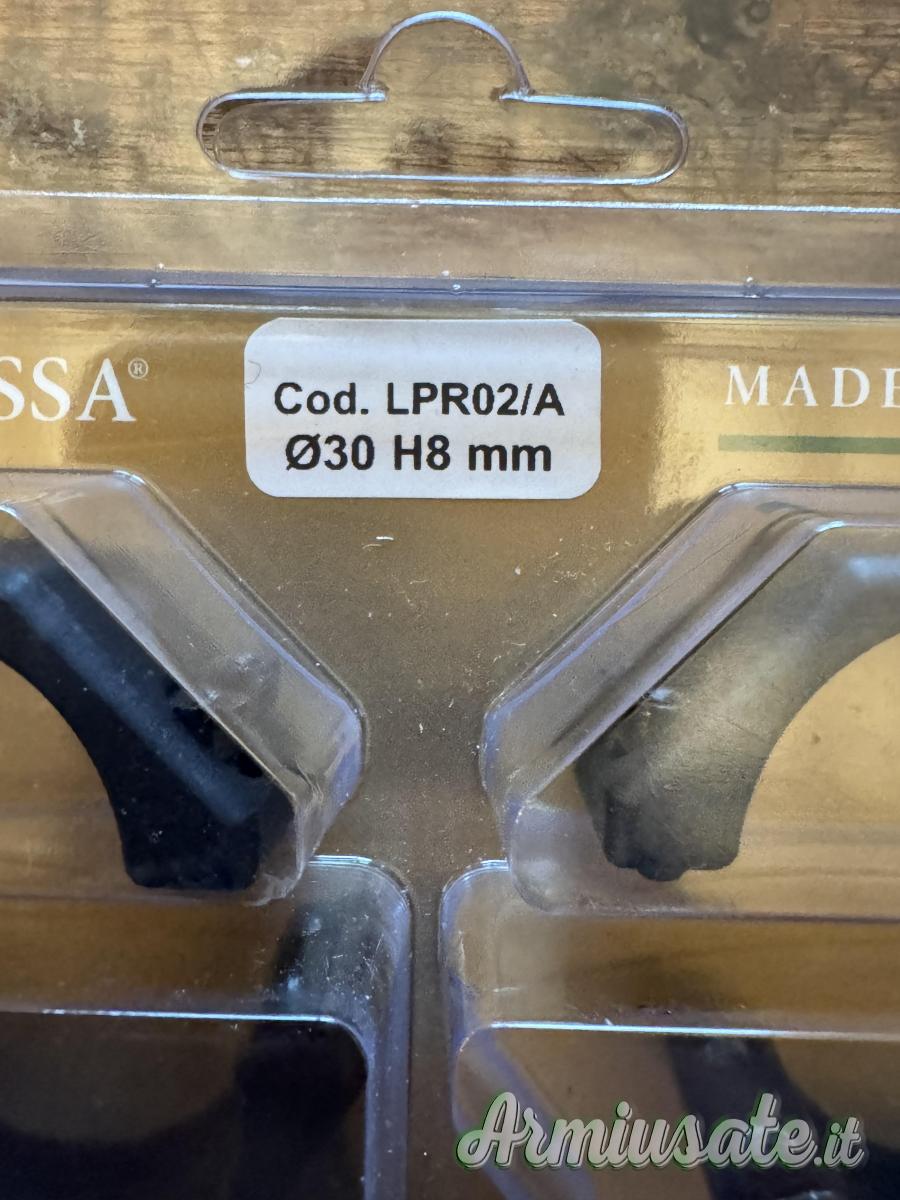 SSA®
MADE
Cod. LPR02/A
Ø30 H8 mm
Armiusate.it